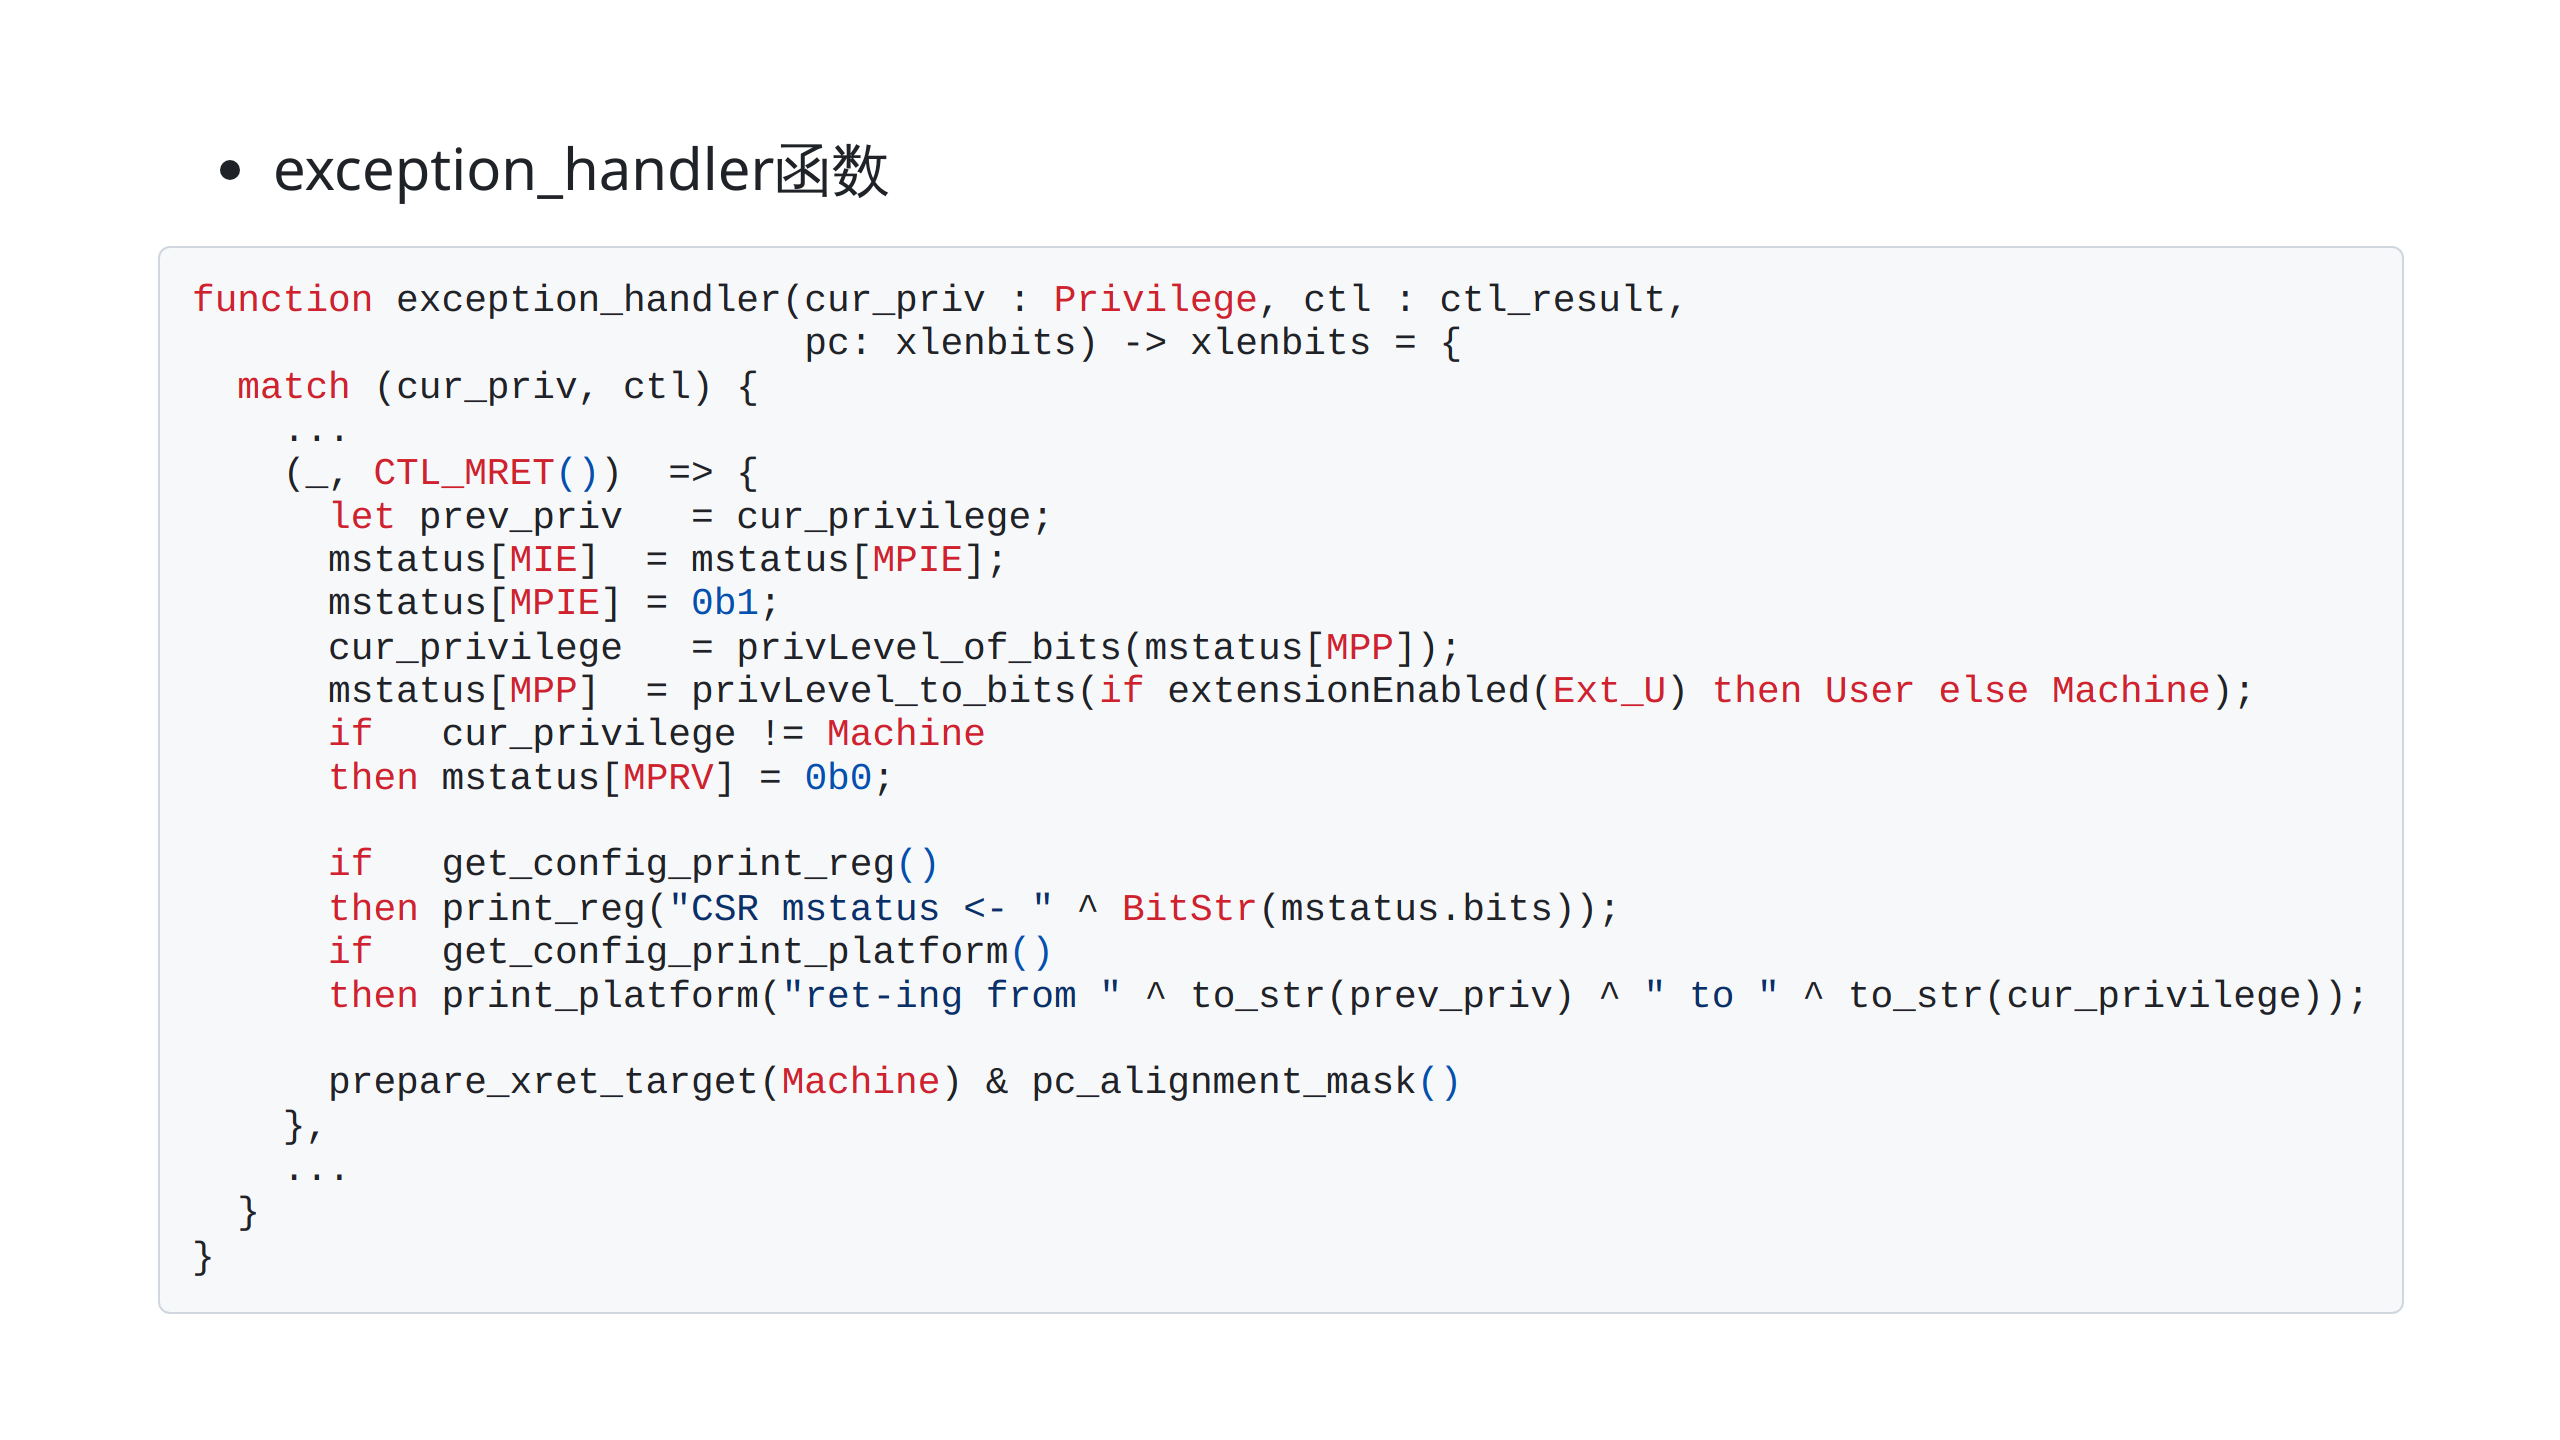 • exception_handler函数
function exception_handler(cur_priv : Privilege, ctl : ctl_result,
                           pc: xlenbits) -> xlenbits = {
  match (cur_priv, ctl) {
    ...
    (_, CTL_MRET())  => {
      let prev_priv   = cur_privilege;
      mstatus[MIE]  = mstatus[MPIE];
      mstatus[MPIE] = 0b1;
      cur_privilege   = privLevel_of_bits(mstatus[MPP]);
      mstatus[MPP]  = privLevel_to_bits(if extensionEnabled(Ext_U) then User else Machine);
      if   cur_privilege != Machine
      then mstatus[MPRV] = 0b0;

      if   get_config_print_reg()
      then print_reg("CSR mstatus <- " ^ BitStr(mstatus.bits));
      if   get_config_print_platform()
      then print_platform("ret-ing from " ^ to_str(prev_priv) ^ " to " ^ to_str(cur_privilege));

      prepare_xret_target(Machine) & pc_alignment_mask()
    },
    ...
  }
}